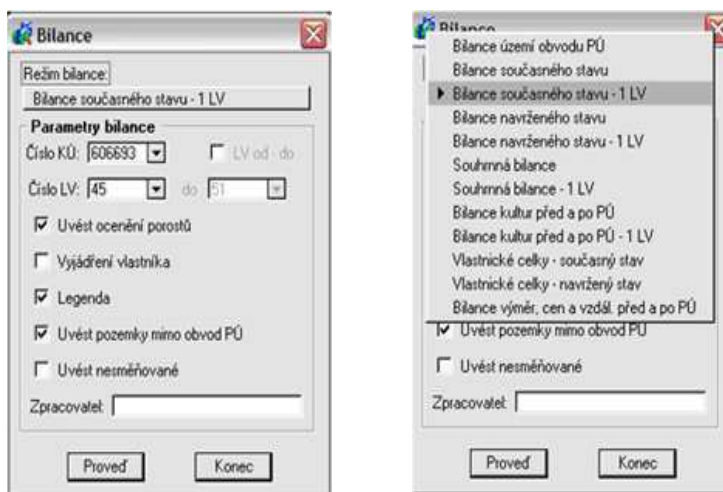 Bilance
Režim bilance:
Bilance současného stavu - 1 LV
Parametry bilance
Číslo KÚ: 606693 LV od - do
Číslo LV: 45 do 51
Uvést ocenění porostů
Vyjádření vlastníka
Legenda
Uvést pozemky mimo obvod PÚ
Uvést nesměňované
Zpracovatel:
Proveď Konec
Bilance
Bilance území obvodu PÚ
Bilance současného stavu
Bilance současného stavu - 1 LV
Bilance navrženého stavu
Bilance navrženého stavu - 1 LV
Souhrnná bilance
Souhrnná bilance - 1 LV
Bilance kultur před a po PÚ
Bilance kultur před a po PÚ - 1 LV
Vlastnické celky - současný stav
Vlastnické celky - navržený stav
Bilance výměr, cen a vzdál. před a po PÚ
Uvést pozemky mimo obvod PÚ
Uvést nesměňované
Zpracovatel:
Proveď Konec